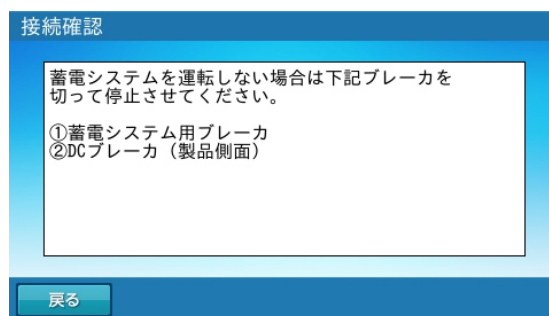 接続確認
蓄電システムを運転しない場合は下記ブレーカを
切って停止させてください。
①蓄電システム用ブレーカ
②DCブレーカ（製品側面）
戻る